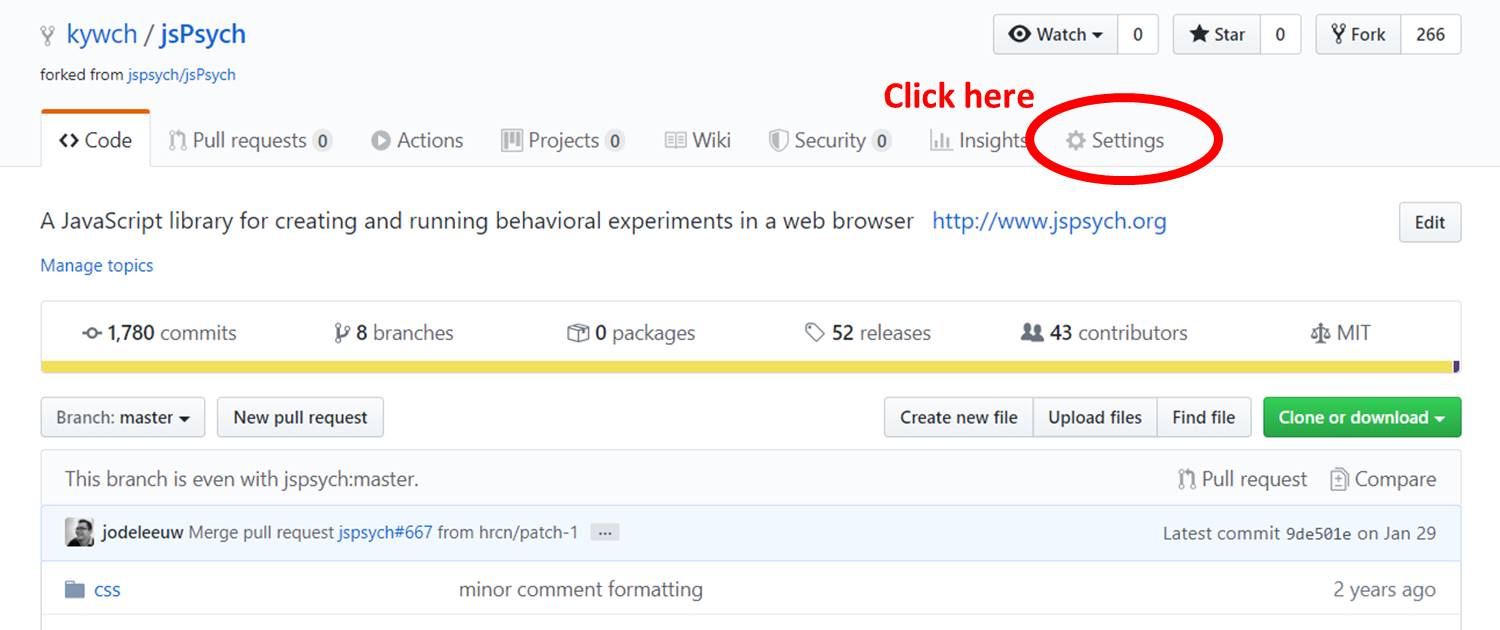 kywch / jsPsych
Watch 0 Star 0 Fork 266
forked from jspsych/jsPsych
Click here
Code Pull requests 0 Actions Projects 0 Wiki Security 0 Insights Settings
A JavaScript library for creating and running behavioral experiments in a web browser http://www.jspsych.org Edit
Manage topics
1,780 commits 8 branches 0 packages 52 releases 43 contributors MIT
Branch: master New pull request Create new file Upload files Find file Clone or download
This branch is even with jspsych:master. Pull request Compare
jodeleeuw Merge pull request jspsych#667 from hrcn/patch-1 ... Latest commit 9de501e on Jan 29
css minor comment formatting 2 years ago